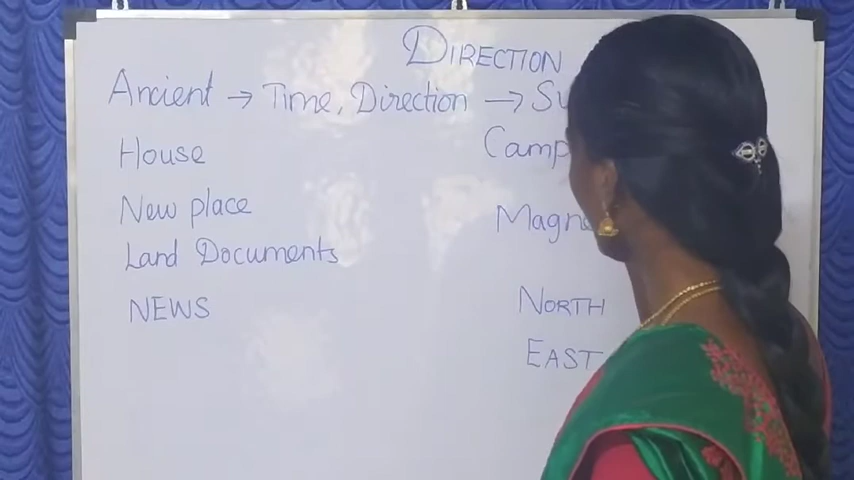 DIRECTION
Ancient → Time, Direction →
House
New place
Land Documents
NEWS
NORTH
EAST